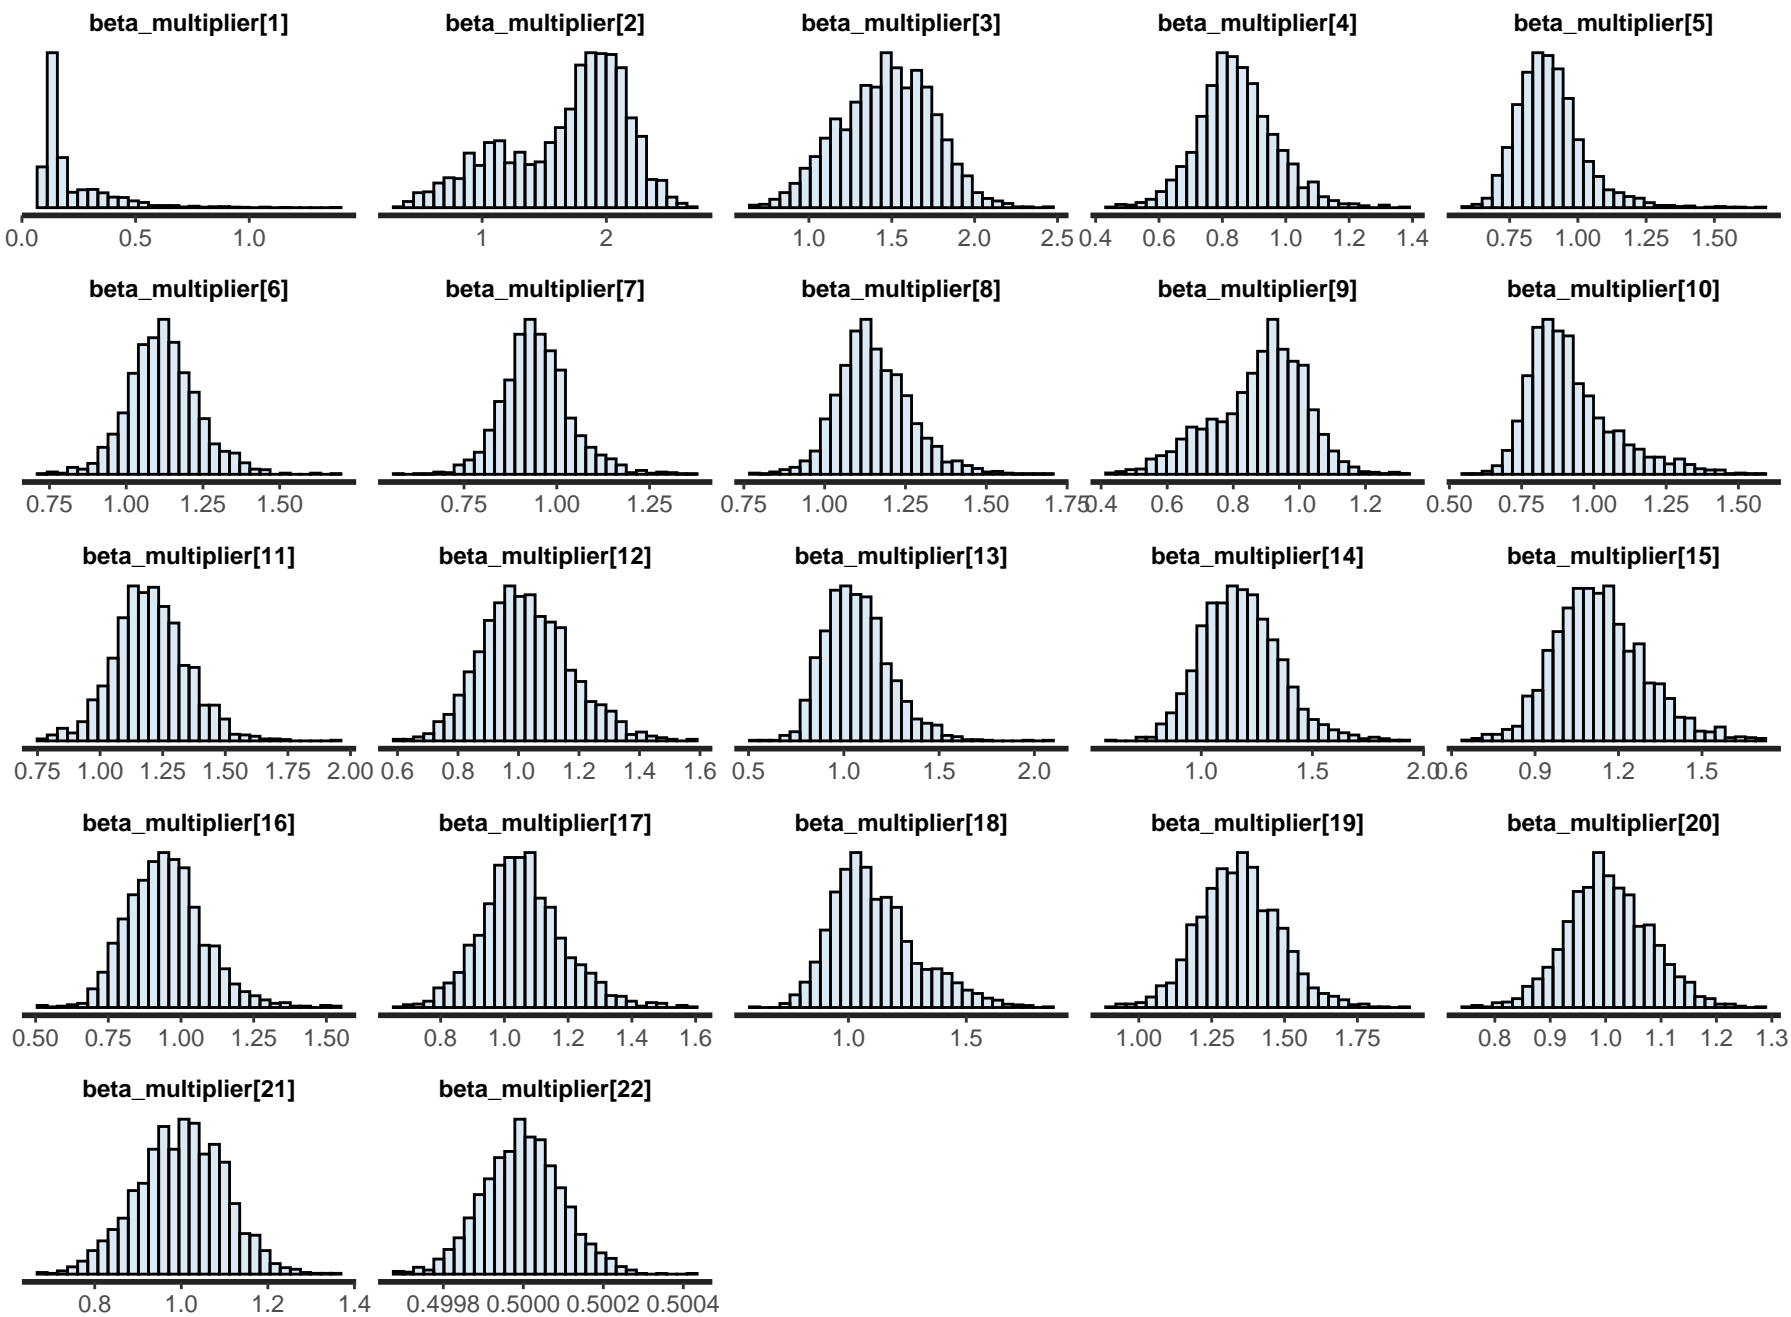 beta_multiplier[1] beta_multiplier[2] beta_multiplier[3] beta_multiplier[4] beta_multiplier[5]
0.0 0.5 1.0 1 2 1.0 1.5 2.0 2.5 0.4 0.6 0.8 1.0 1.2 1.4 0.75 1.00 1.25 1.50
beta_multiplier[6] beta_multiplier[7] beta_multiplier[8] beta_multiplier[9] beta_multiplier[10]
0.75 1.00 1.25 1.50 0.75 1.00 1.25 0.75 1.00 1.25 1.50 1.75 0.4 0.6 0.8 1.0 1.2 0.50 0.75 1.00 1.25 1.50
beta_multiplier[11] beta_multiplier[12] beta_multiplier[13] beta_multiplier[14] beta_multiplier[15]
0.75 1.00 1.25 1.50 1.75 2.00 0.6 0.8 1.0 1.2 1.4 1.6 0.5 1.0 1.5 2.0 1.0 1.5 2.0 0.6 0.9 1.2 1.5
beta_multiplier[16] beta_multiplier[17] beta_multiplier[18] beta_multiplier[19] beta_multiplier[20]
0.50 0.75 1.00 1.25 1.50 0.8 1.0 1.2 1.4 1.6 1.0 1.5 1.00 1.25 1.50 1.75 0.8 0.9 1.0 1.1 1.2 1.3
beta_multiplier[21] beta_multiplier[22]
0.8 1.0 1.2 1.4 0.4998 0.5000 0.5002 0.5004